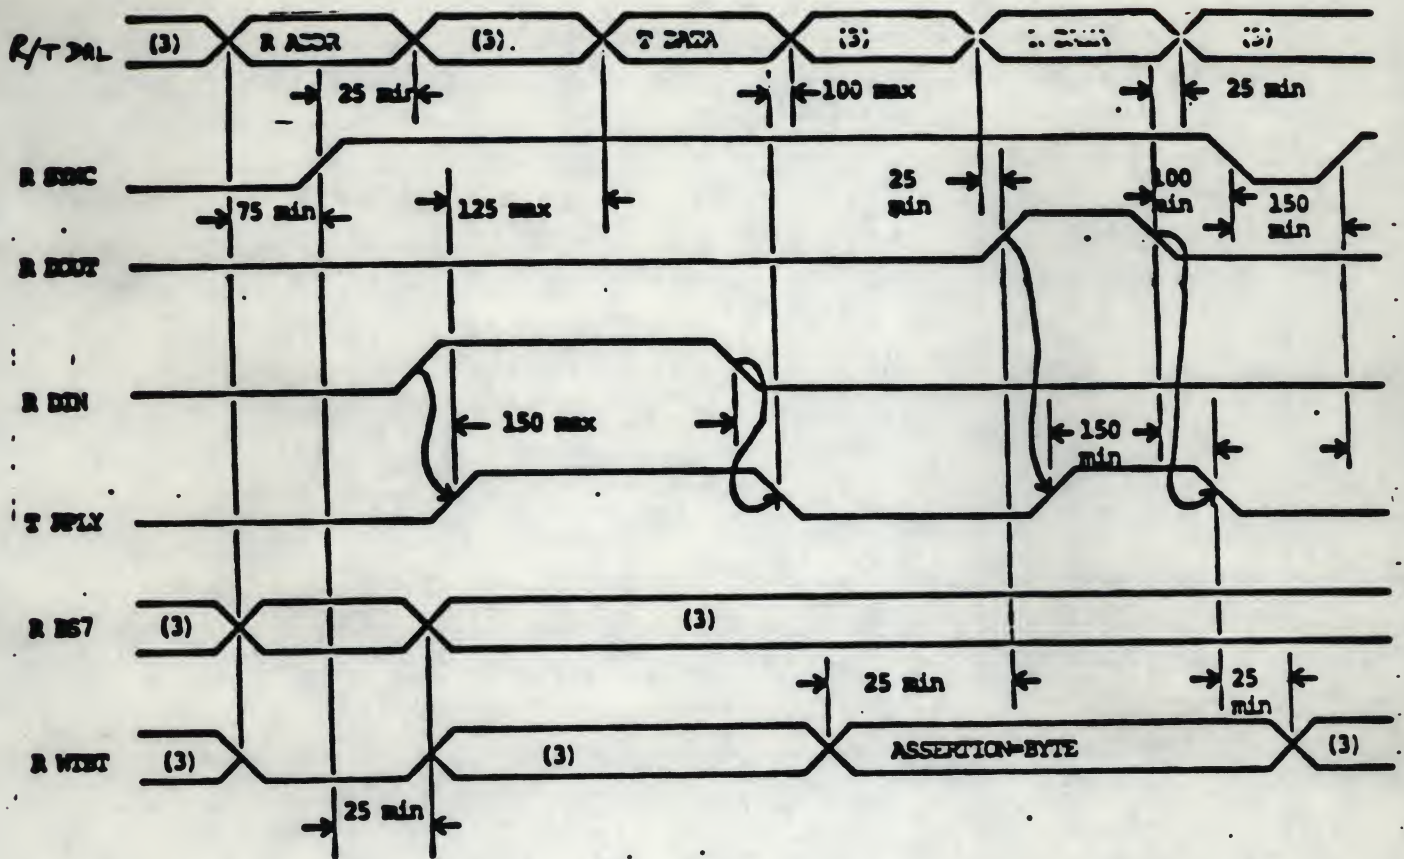 R/T DAL (3) R ADDR (3). T DATA (3) R DATA (3)
25 min 100 max 25 min
R SYNC
75 min 125 max 25 min 100 min 150 min
R DOUT
R DIN
150 max 150 min
T RPLY
R BS7 (3) (3)
25 min 25 min
R WTBT (3) (3) ASSERTION=BYTE (3)
25 min